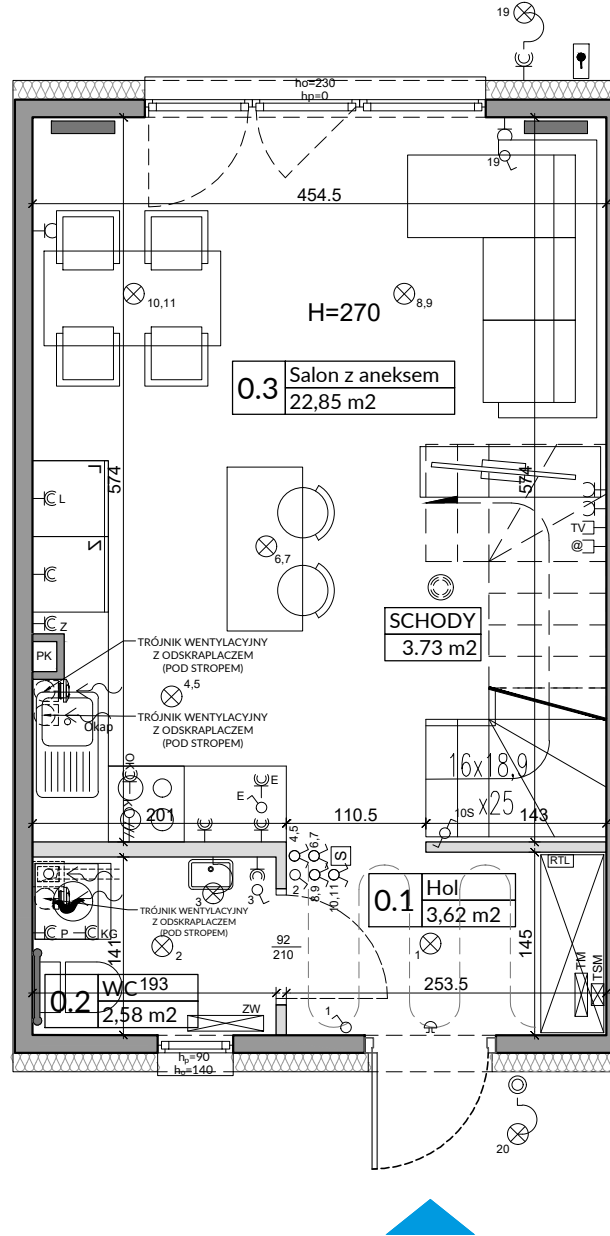 19
ho=230
hp=0
19
454.5
10,11
8,9
H=270
0.3
Salon z aneksem
22,85 m2
574
574
L
Z
TV
@
6,7
SCHODY
3.73 m2
PK
TRÓJNIK WENTYLACYJNY
Z ODSKRAPLACZEM
(POD STROPEM)
4,5
TRÓJNIK WENTYLACYJNY
Z ODSKRAPLACZEM
(POD STROPEM)
Okap
16x18,9
x25
E
E
201
110.5
10S
143
4,5
6,7
S
2
8,9
10,11
RTL
0.1
Hol
3,62 m2
3
3
TRÓJNIK WENTYLACYJNY
Z ODSKRAPLACZEM
(POD STROPEM)
P
KG
141
2
92
210
1
145
TM
TSM
0.2
WC
193
2,58 m2
253.5
ZW
1
hp=90
ho=140
20